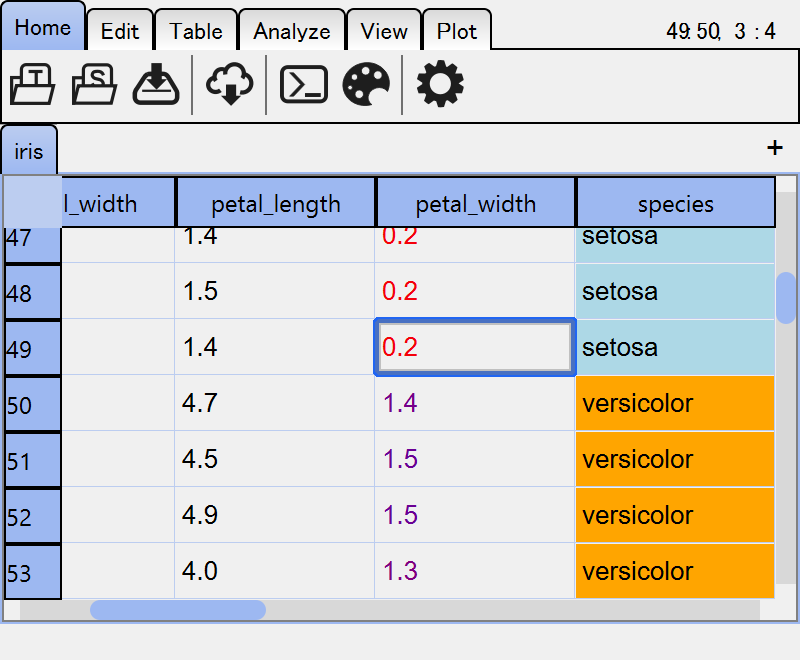 Home Edit Table Analyze View Plot 49:50, 3 : 4
T S
iris +
l_width petal_length petal_width species
47 1.4 0.2 setosa
48 1.5 0.2 setosa
49 1.4 0.2 setosa
50 4.7 1.4 versicolor
51 4.5 1.5 versicolor
52 4.9 1.5 versicolor
53 4.0 1.3 versicolor